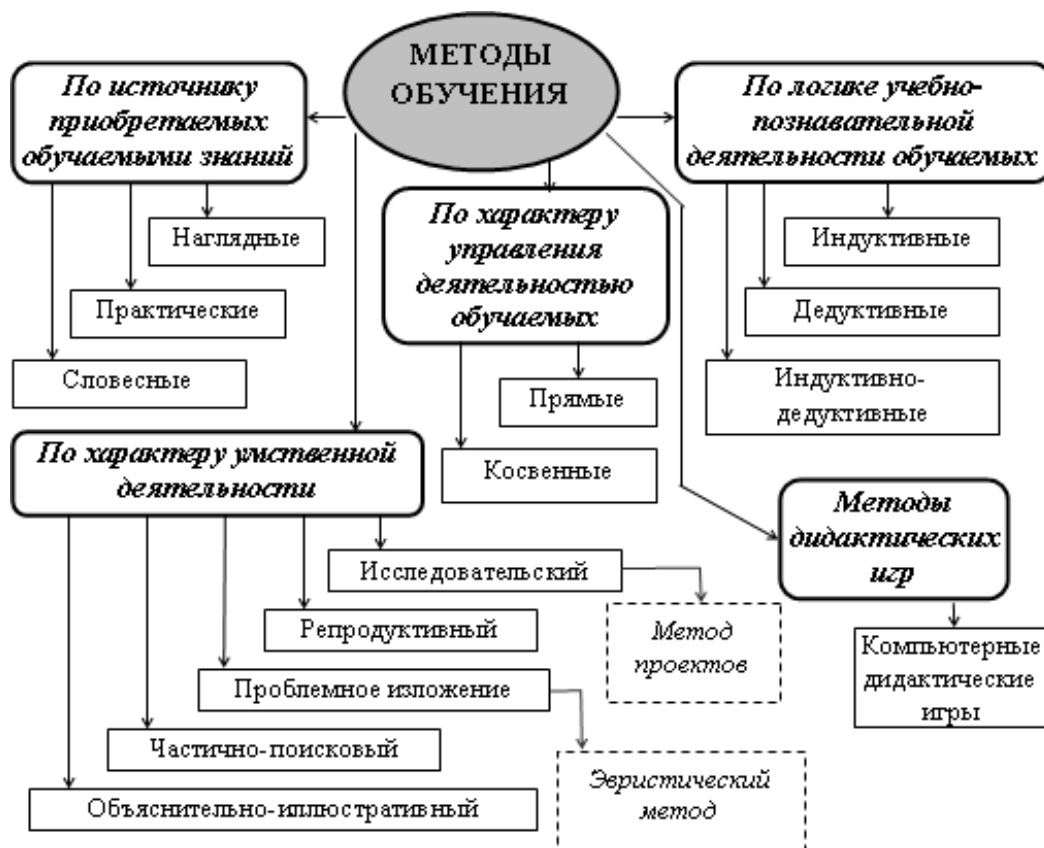 МЕТОДЫ
ОБУЧЕНИЯ
По источнику
приобретаемых
обучаемыми знаний
Наглядные
Практические
Словесные
По характеру
управления
деятельностью
обучаемых
Прямые
Косвенные
По логике учебно-
познавательной
деятельности обучаемых
Индуктивные
Дедуктивные
Индуктивно-
дедуктивные
По характеру умственной
деятельности
Исследовательский
Репродуктивный
Проблемное изложение
Частично-поисковый
Объяснительно-иллюстративный
Метод
проектов
Эвристический
метод
Методы
дидактических
игр
Компьютерные
дидактические
игры